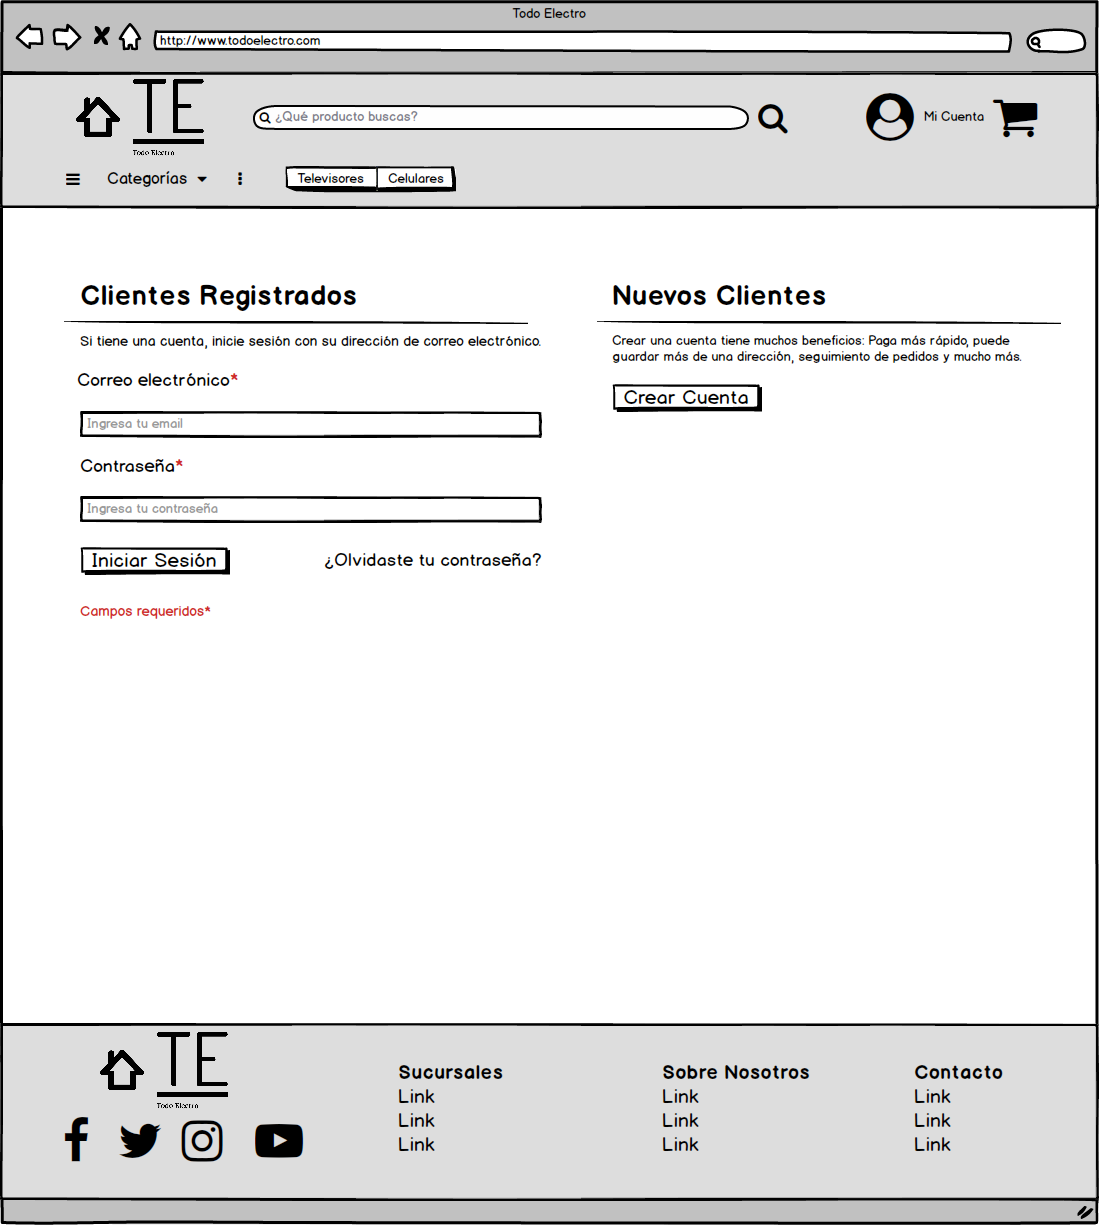 Todo Electro
http://www.todoelectro.com
TE
Todo Electro
¿Qué producto buscas?
Mi Cuenta
Categorías
Televisores
Celulares
Clientes Registrados
Si tiene una cuenta, inicie sesión con su dirección de correo electrónico.
Correo electrónico*
Ingresa tu email
Contraseña*
Ingresa tu contraseña
Iniciar Sesión
¿Olvidaste tu contraseña?
Campos requeridos*
Nuevos Clientes
Crear una cuenta tiene muchos beneficios: Paga más rápido, puede
guardar más de una dirección, seguimiento de pedidos y mucho más.
Crear Cuenta
TE
Todo Electro
Sucursales
Link
Link
Link
Sobre Nosotros
Link
Link
Link
Contacto
Link
Link
Link